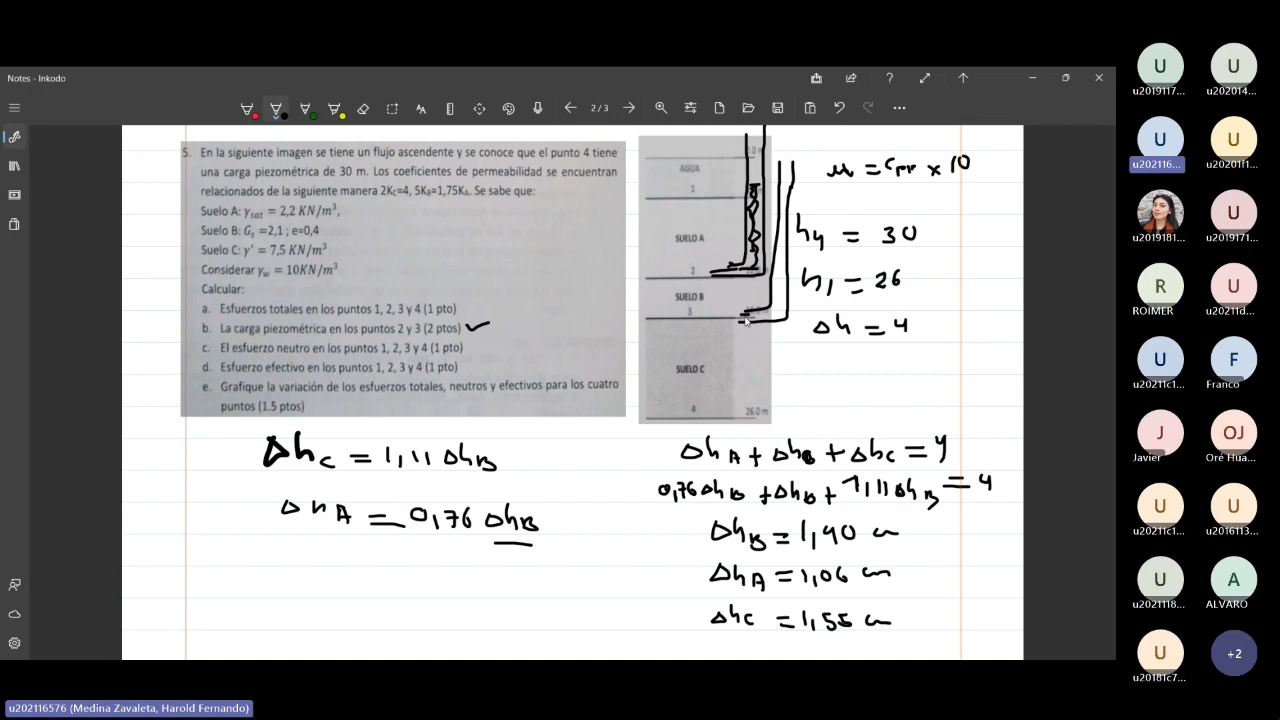 Notes - Inkodo
2/3
5. En la siguiente imagen se tiene un flujo ascendente y se conoce que el punto 4 tiene
una carga piezométrica de 30 m. Los coeficientes de permeabilidad se encuentran
relacionados de la siguiente manera 2Kc=4, 5KB=1,75KA. Se sabe que:
Suelo A: γsat = 2,2 KN/m³,
Suelo B: Gs =2,1 ; e=0,4
Suelo C: γ' = 7,5 KN/m³
Considerar γw = 10KN/m³
Calcular:
a. Esfuerzos totales en los puntos 1, 2, 3 y 4 (1 pto)
b. La carga piezométrica en los puntos 2 y 3 (2 ptos)
c. El esfuerzo neutro en los puntos 1, 2, 3 y 4 (1 pto)
d. Esfuerzo efectivo en los puntos 1, 2, 3 y 4 (1 pto)
e. Grafique la variación de los esfuerzos totales, neutros y efectivos para los cuatro
puntos (1.5 ptos)
AGUA
1
SUELO A
2
SUELO B
3
SUELO C
4 26.0 m
h4 = 30
h1 = 26
Δh = 4
Δhc = 1,11 ΔhB
ΔhA = 0,76 ΔhB
ΔhA + ΔhB + Δhc = 4
0,76 ΔhB + ΔhB + 1,11 ΔhB = 4
ΔhB = 1,40 m
ΔhA = 1,06 m
Δhc = 1,55 m
U
u2019117...
U
u202014...
U
u202116...
U
u20201f1...
u2019181...
U
u2019171...
R
ROIMER
U
u20211d...
U
u20211c1...
F
Franco
J
Javier
OJ
Oré Hua...
U
u20211c1...
U
u2016113...
U
u2021118...
A
ALVARO
U
u20181c7...
+2
u202116576 (Medina Zavaleta, Harold Fernando)